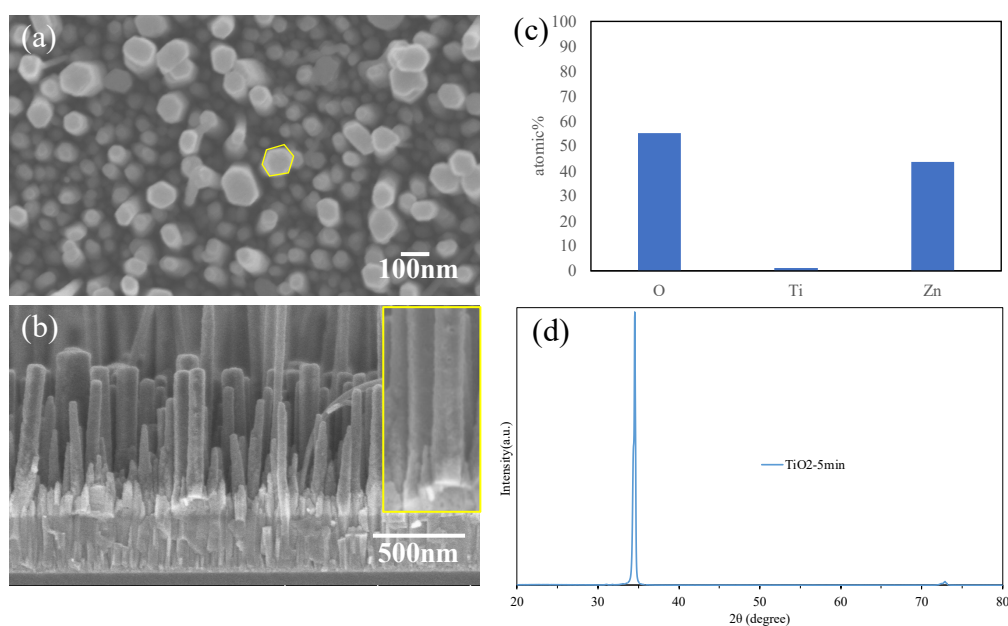 (a)
100nm
(b)
500nm
(c)
100
90
80
70
60
50
40
30
20
10
0
atomic%
O Ti Zn
(d)
Intensity(a.u.)
TiO2-5min
20 30 40 50 60 70 80
2θ (degree)